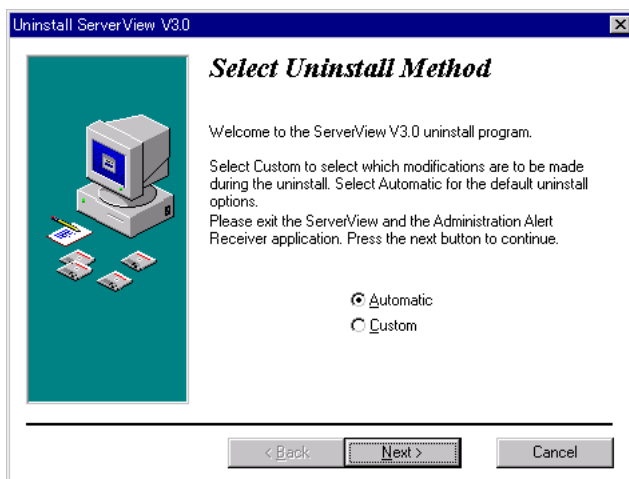 Uninstall ServerView V3.0
Select Uninstall Method
Welcome to the ServerView V3.0 uninstall program.
Select Custom to select which modifications are to be made
during the uninstall. Select Automatic for the default uninstall
options.
Please exit the ServerView and the Administration Alert
Receiver application. Press the next button to continue.
Automatic
Custom
< Back
Next >
Cancel